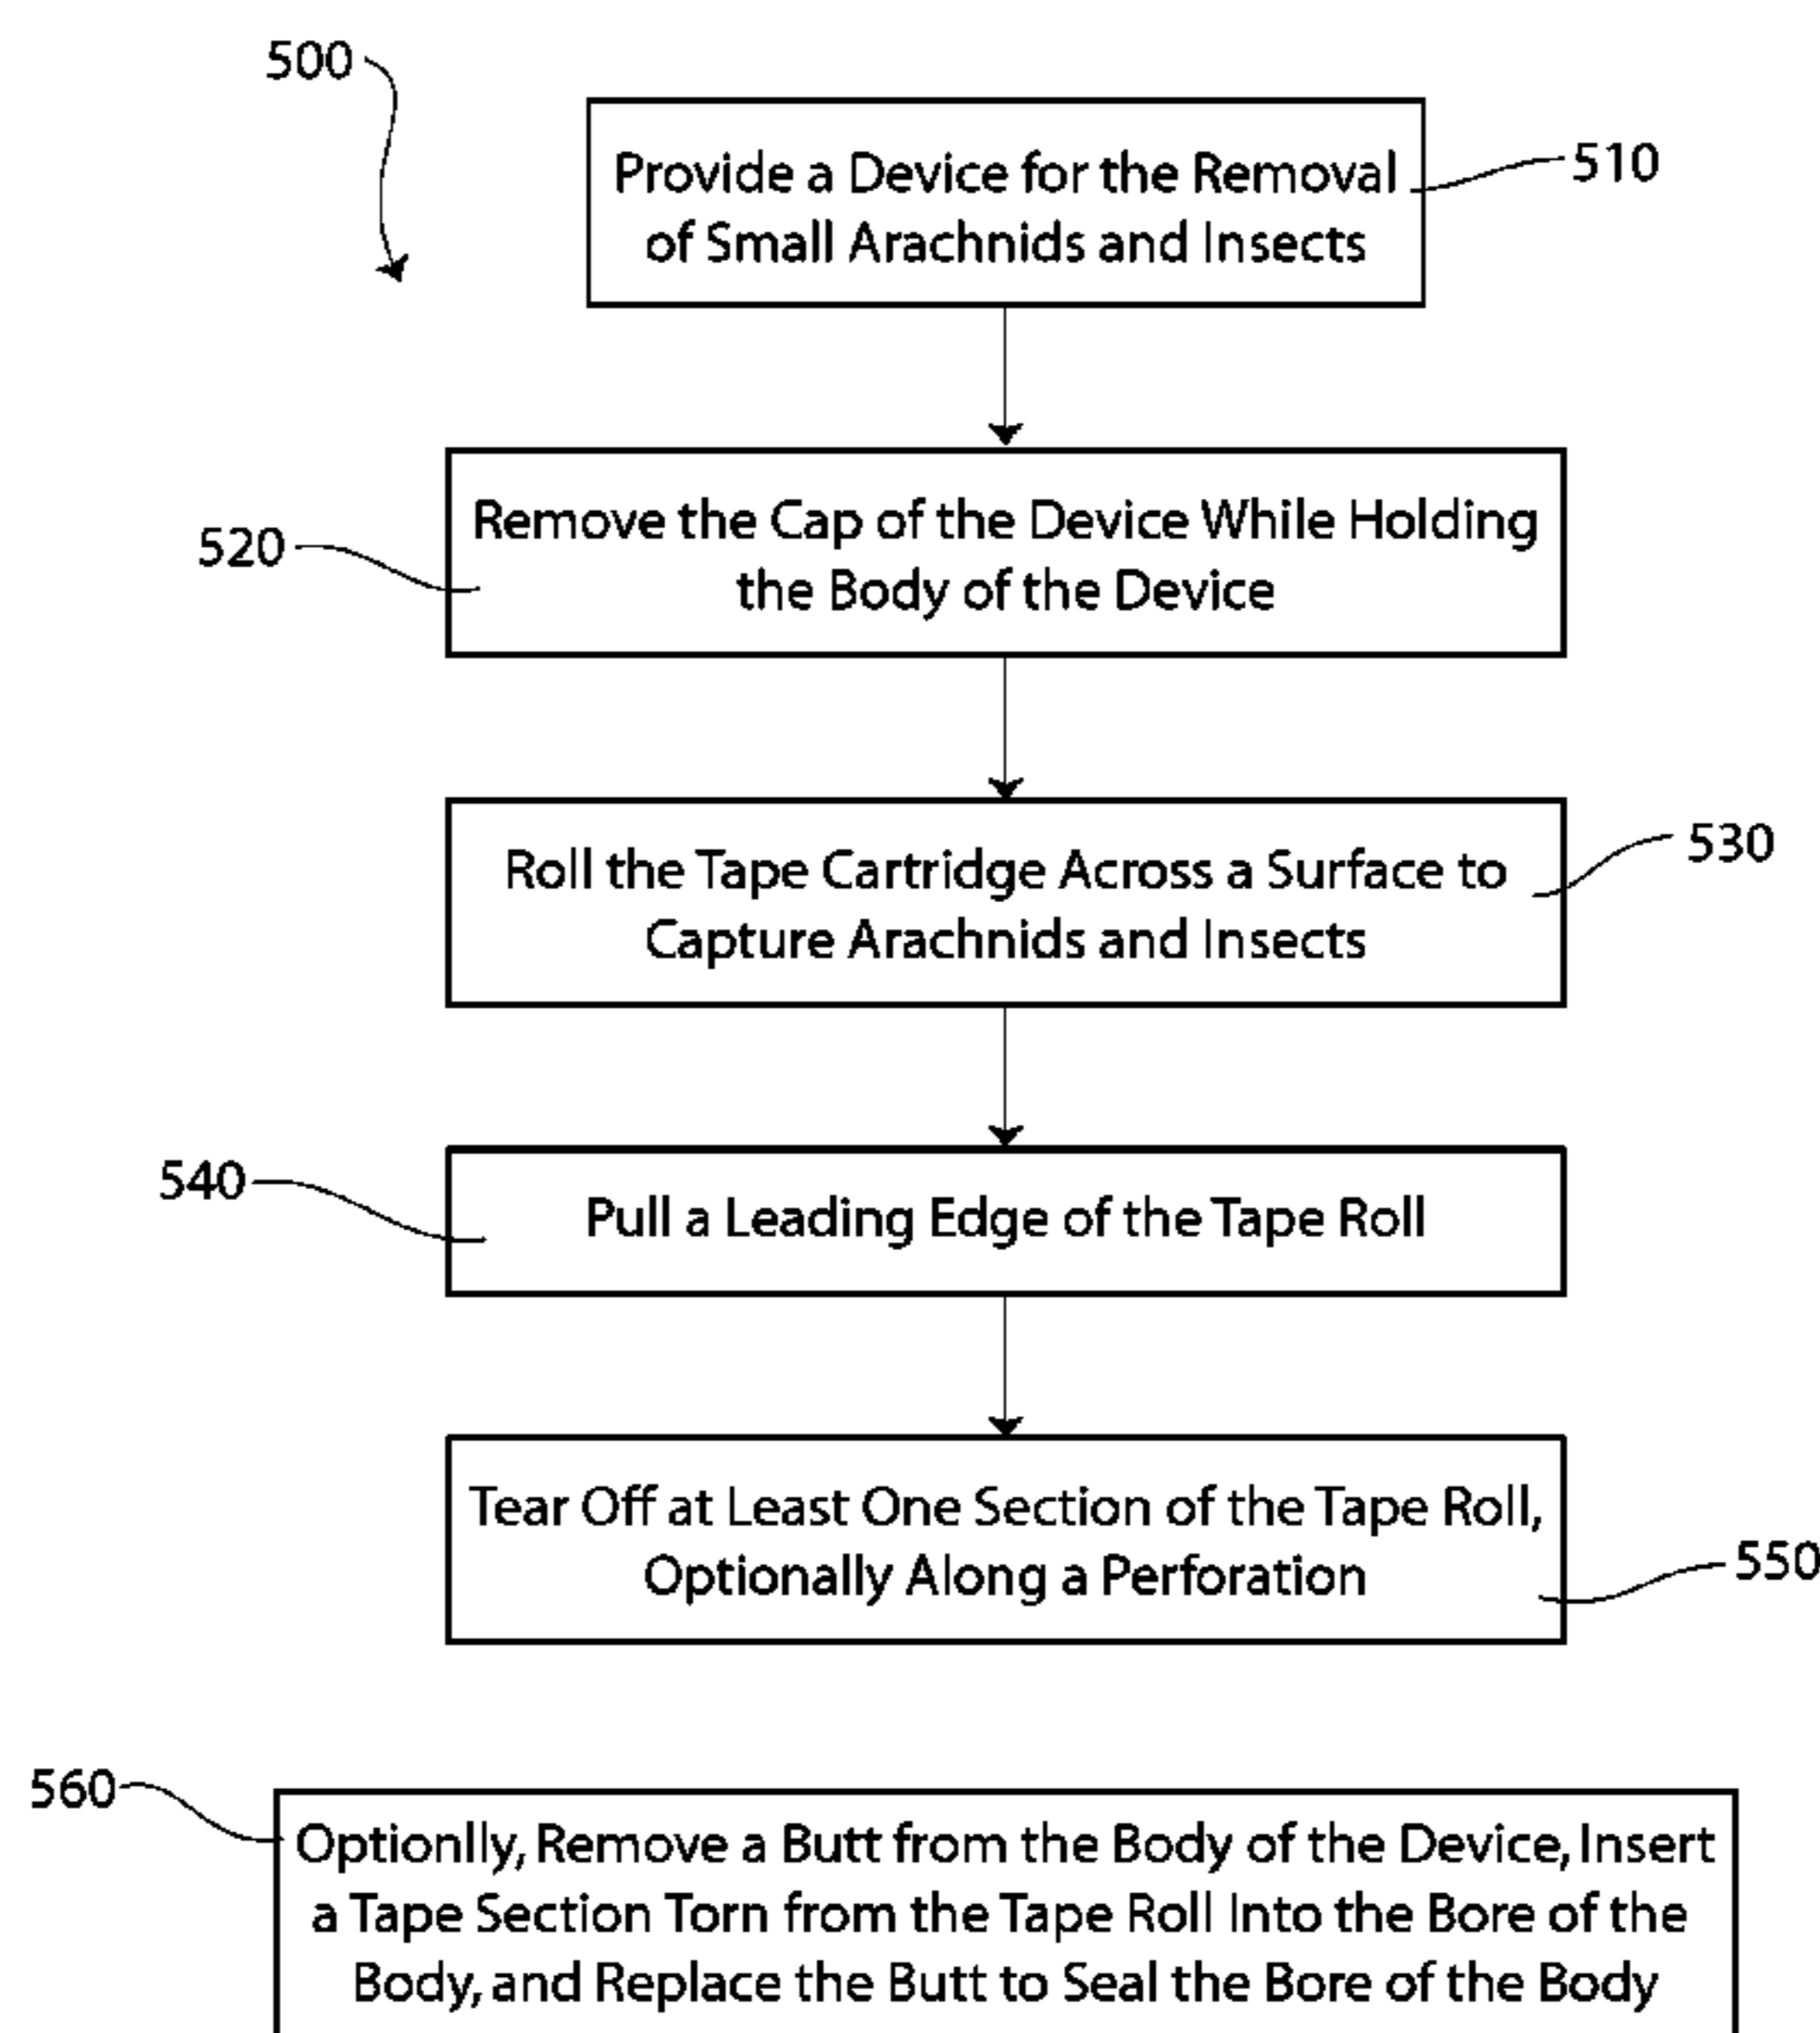 500
Provide a Device for the Removal
of Small Arachnids and Insects
510
Remove the Cap of the Device While Holding
the Body of the Device
520
Roll the Tape Cartridge Across a Surface to
Capture Arachnids and Insects
530
540
Pull a Leading Edge of the Tape Roll
Tear Off at Least One Section of the Tape Roll,
Optionally Along a Perforation
550
560
Optionlly, Remove a Butt from the Body of the Device, Insert
a Tape Section Torn from the Tape Roll Into the Bore of the
Body, and Replace the Butt to Seal the Bore of the Body